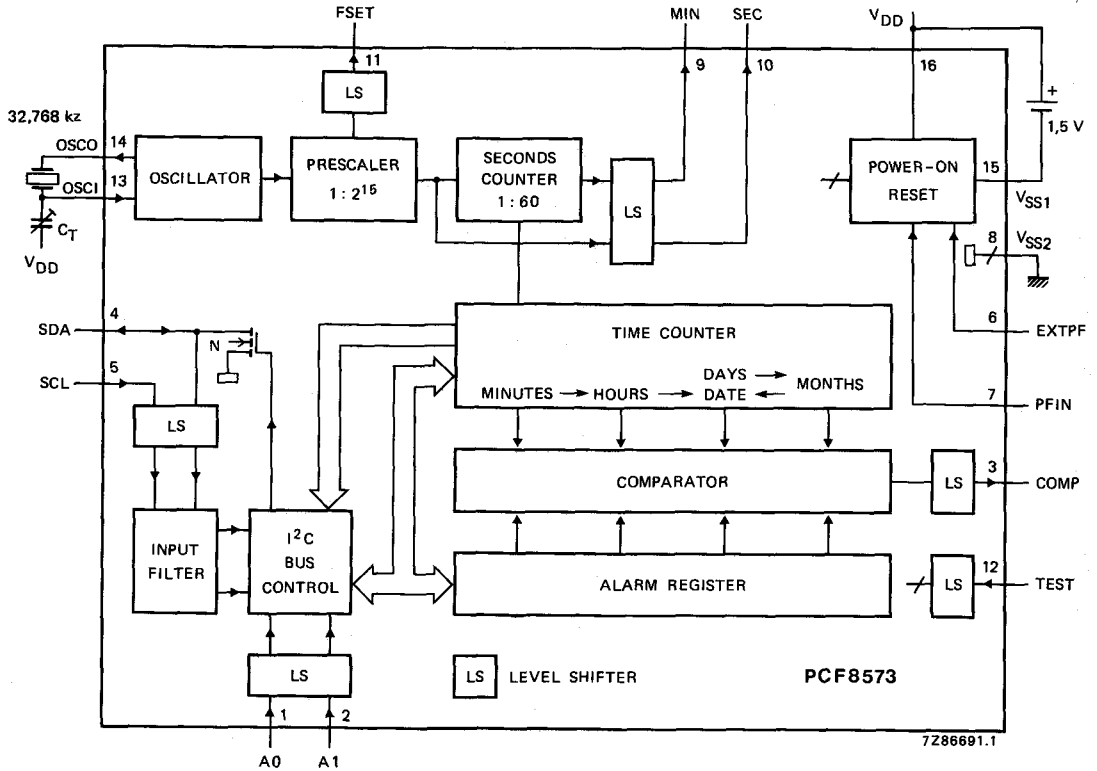 FSET
MIN
SEC
V DD
11
9
10
16
LS
+
1,5 V
32,768 kz
OSCO
14
OSCI
13
OSCILLATOR
PRESCALER
1 : 2¹⁵
SECONDS
COUNTER
1 : 60
LS
POWER-ON
RESET
15
VSS1
CT
VDD
8
VSS2
SDA
4
N
TIME COUNTER
6
EXTPF
SCL
5
DAYS →
MINUTES → HOURS → DATE ← MONTHS
7
PFIN
LS
COMPARATOR
LS
3
COMP
INPUT
FILTER
I²C
BUS
CONTROL
ALARM REGISTER
LS
12
TEST
LS
LS LEVEL SHIFTER
PCF8573
1
2
7Z86691.1
A0
A1